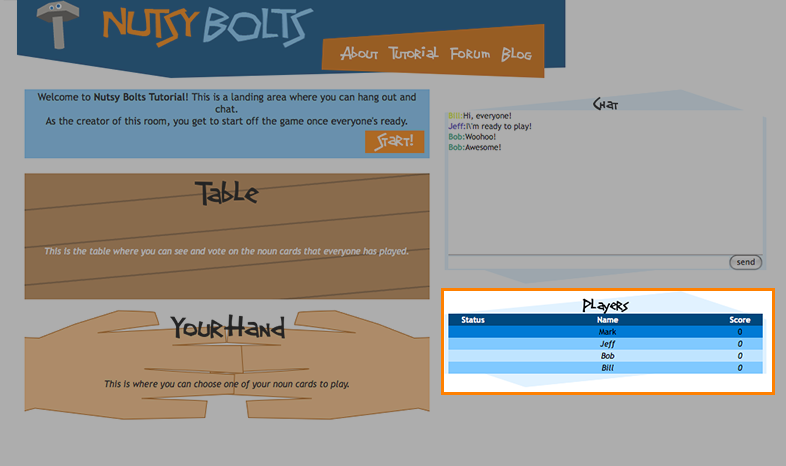 NUTSY BOLTS
About Tutorial Forum Blog
Welcome to Nutsy Bolts Tutorial! This is a landing area where you can hang out and
chat.
As the creator of this room, you get to start off the game once everyone's ready.
Start!
Table
This is the table where you can see and vote on the noun cards that everyone has played.
Your Hand
This is where you can choose one of your noun cards to play.
Chat
Bill:Hi, everyone!
Jeff:I\'m ready to play!
Bob:Woohoo!
Bob:Awesome!
send
Players
Status Name Score
Mark 0
Jeff 0
Bob 0
Bill 0